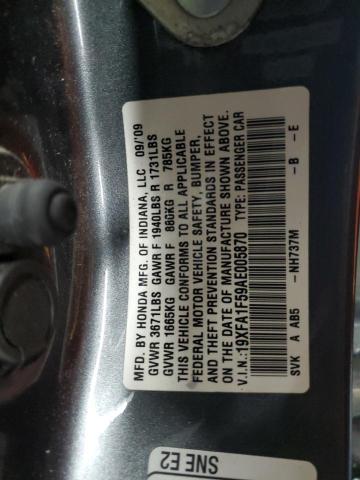 MFD. BY HONDA MFG. OF INDIANA, LLC 09/'09
GVWR 3671LBS GAWR F 1940LBS R 1731LBS
GVWR 1665KG GAWR F 880KG R 785KG
THIS VEHICLE CONFORMS TO ALL APPLICABLE
FEDERAL MOTOR VEHICLE SAFETY, BUMPER,
AND THEFT PREVENTION STANDARDS IN EFFECT
ON THE DATE OF MANUFACTURE SHOWN ABOVE.
V.I.N.:19XFA1F59AE005870 TYPE: PASSENGER CAR
-NH737M -B -E
SVK A AB5
SNE E2